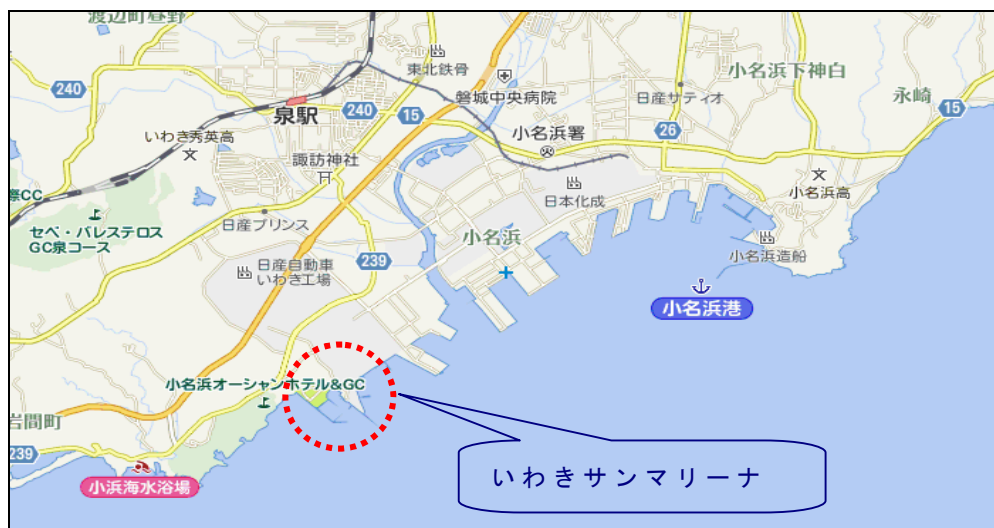 渡辺町昼野
240
240
15
泉駅
いわき秀英高
東北鉄骨
磐城中央病院
日産サティオ
小名浜下神白
永崎
15
26
小名浜署
諏訪神社
日本化成
小名浜高
際CC
セベ・バレステロス
GC泉コース
日産プリンス
小名浜
小名浜造船
日産自動車
いわき工場
239
小名浜港
小名浜オーシャンホテル&GC
岩間町
239
小浜海水浴場
いわきサンマリーナ